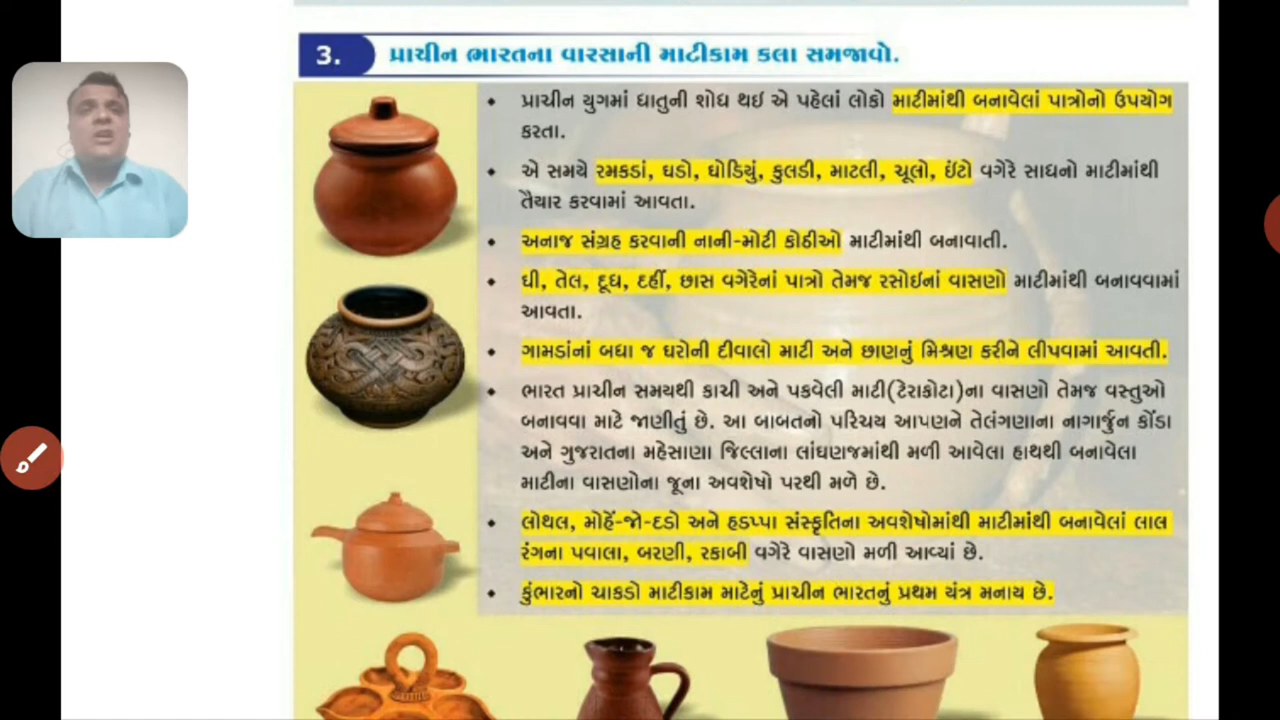 3. પ્રાચીન ભારતના વારસાની માટીકામ કલા સમજાવો.
• પ્રાચીન યુગમાં ધાતુની શોધ થઇ એ પહેલાં લોકો માટીમાંથી બનાવેલાં પાત્રોનો ઉપયોગ
કરતા.
• એ સમયે રમકડાં, ઘડો, ઘોડિયું, કુલડી, માટલી, ચૂલો, ઈંટો વગેરે સાધનો માટીમાંથી
તૈયાર કરવામાં આવતા.
• અનાજ સંગ્રહ કરવાની નાની-મોટી કોઠીઓ માટીમાંથી બનાવાતી.
• ઘી, તેલ, દૂધ, દહીં, છાસ વગેરેનાં પાત્રો તેમજ રસોઇનાં વાસણો માટીમાંથી બનાવવામાં
આવતા.
• ગામડાંનાં બધા જ ઘરોની દીવાલો માટી અને છાણનું મિશ્રણ કરીને લીપવામાં આવતી.
• ભારત પ્રાચીન સમયથી કાચી અને પકવેલી માટી(ટેરાકોટા)ના વાસણો તેમજ વસ્તુઓ
બનાવવા માટે જાણીતું છે. આ બાબતનો પરિચય આપણને તેલંગણાના નાગાર્જુન કોંડા
અને ગુજરાતના મહેસાણા જિલ્લાના લાંઘણજમાંથી મળી આવેલા હાથથી બનાવેલા
માટીના વાસણોના જૂના અવશેષો પરથી મળે છે.
• લોથલ, મોહેં-જો-દડો અને હડપ્પા સંસ્કૃતિના અવશેષોમાંથી માટીમાંથી બનાવેલાં લાલ
રંગના પવાલા, બરણી, રકાબી વગેરે વાસણો મળી આવ્યાં છે.
• કુંભારનો ચાકડો માટીકામ માટેનું પ્રાચીન ભારતનું પ્રથમ યંત્ર મનાય છે.